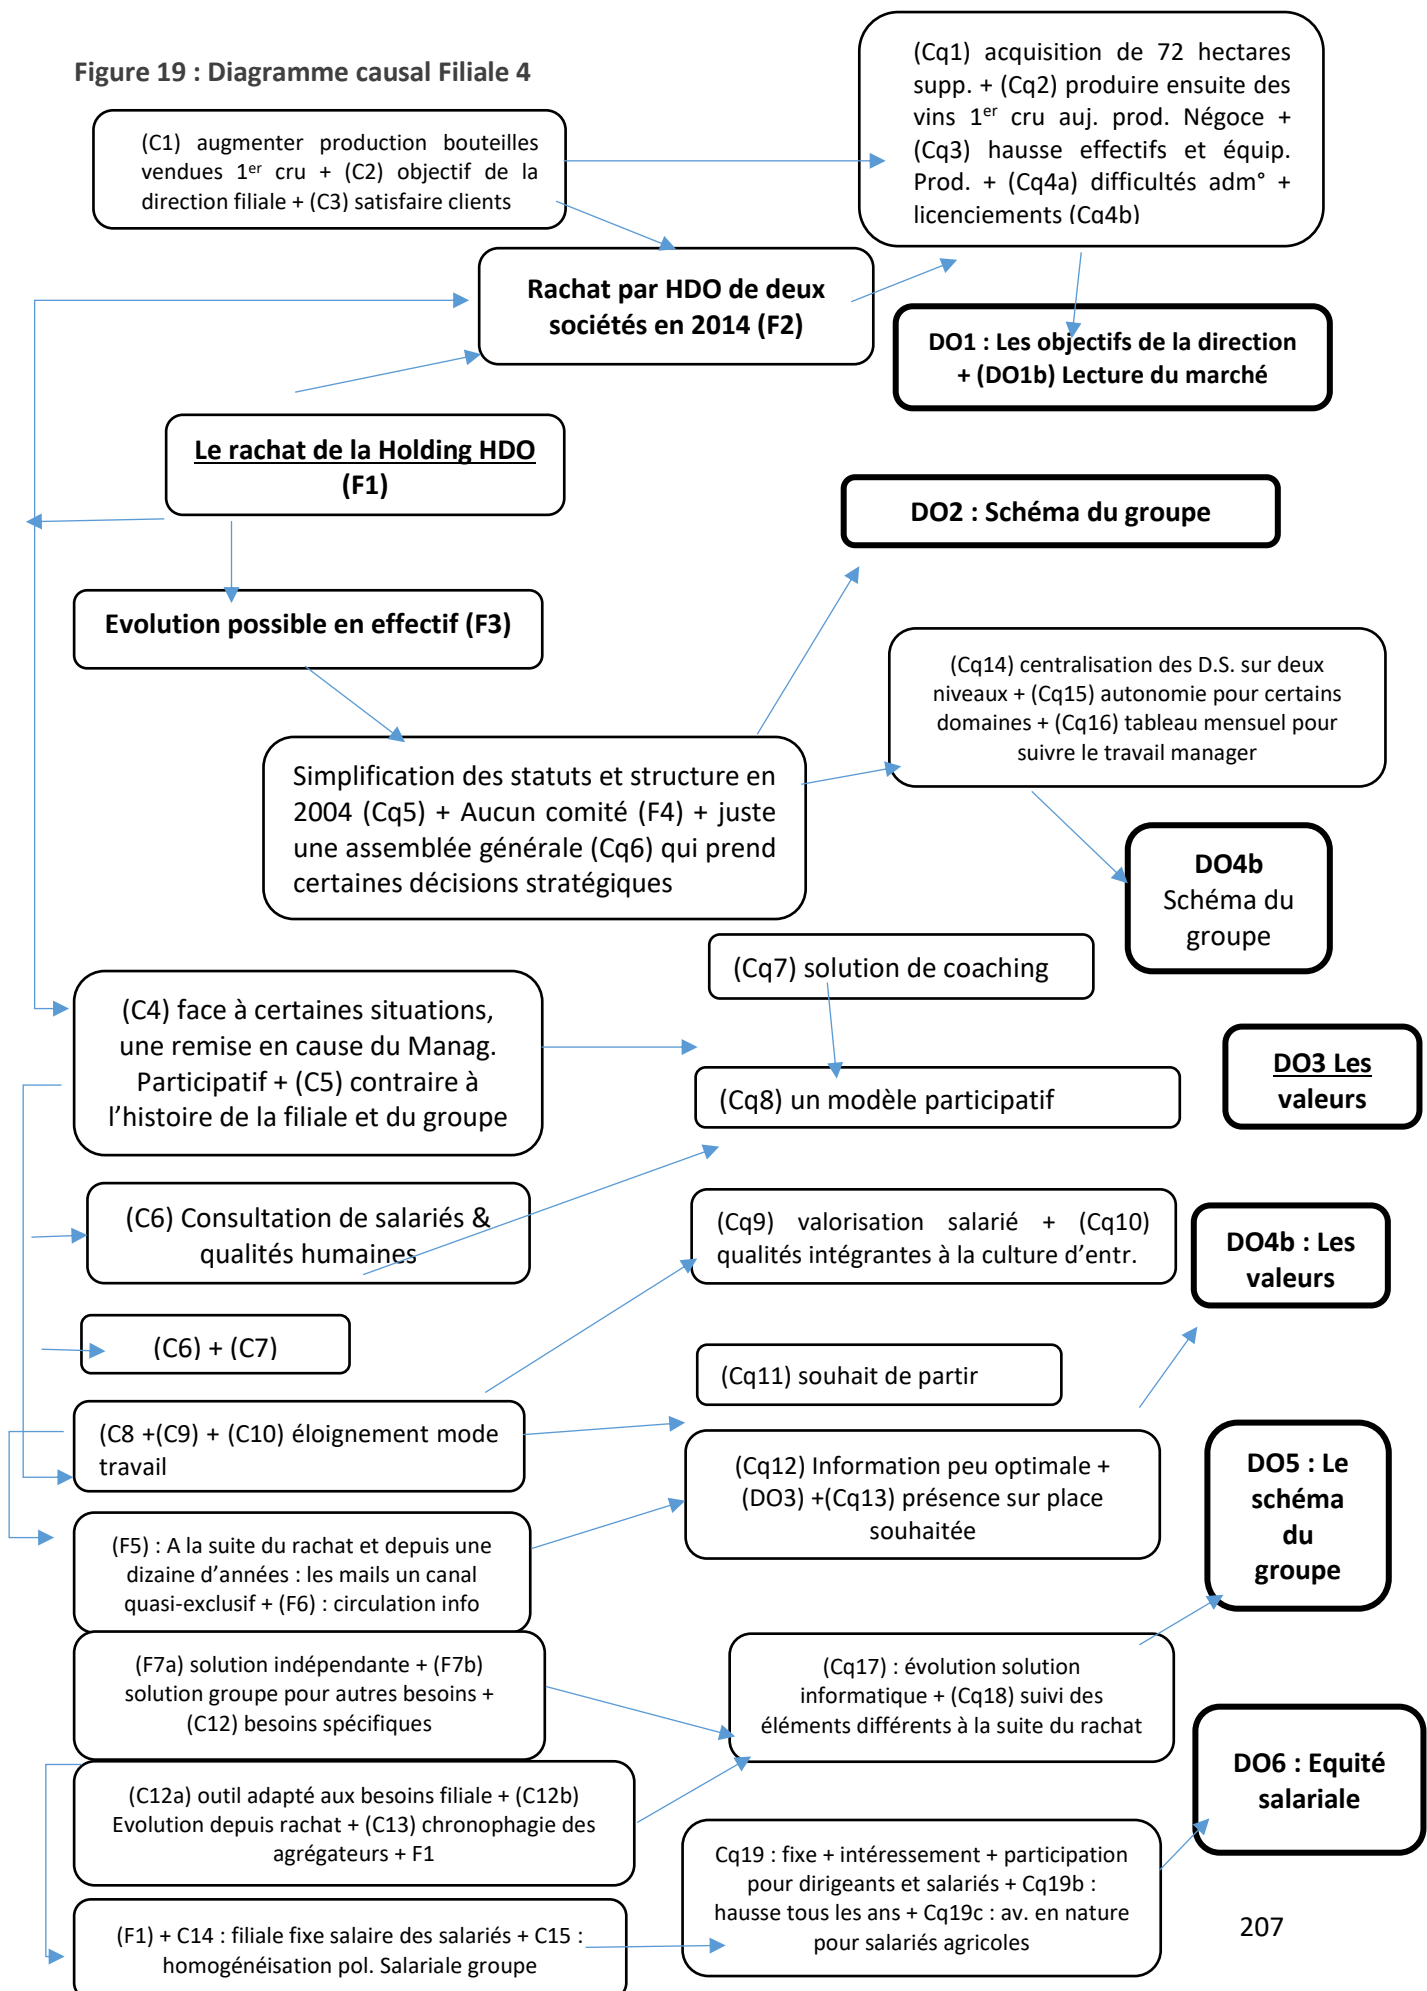 Figure 19 : Diagramme causal Filiale 4
(Cq1) acquisition de 72 hectares
supp. + (Cq2) produire ensuite des
vins 1er cru auj. prod. Négoce +
(Cq3) hausse effectifs et équip.
Prod. + (Cq4a) difficultés adm° +
licenciements (Cq4b)
(C1) augmenter production bouteilles
vendues 1er cru + (C2) objectif de la
direction filiale + (C3) satisfaire clients
Rachat par HDO de deux
sociétés en 2014 (F2)
DO1 : Les objectifs de la direction
+ (DO1b) Lecture du marché
Le rachat de la Holding HDO
(F1)
DO2 : Schéma du groupe
Evolution possible en effectif (F3)
(Cq14) centralisation des D.S. sur deux
niveaux + (Cq15) autonomie pour certains
domaines + (Cq16) tableau mensuel pour
suivre le travail manager
Simplification des statuts et structure en
2004 (Cq5) + Aucun comité (F4) + juste
une assemblée générale (Cq6) qui prend
certaines décisions stratégiques
DO4b
Schéma du
groupe
(Cq7) solution de coaching
(C4) face à certaines situations,
une remise en cause du Manag.
Participatif + (C5) contraire à
l’histoire de la filiale et du groupe
DO3 Les
valeurs
(Cq8) un modèle participatif
(C6) Consultation de salariés &
qualités humaines
(Cq9) valorisation salarié + (Cq10)
qualités intégrantes à la culture d’entr.
DO4b : Les
valeurs
(C6) + (C7)
(Cq11) souhait de partir
(C8 +(C9) + (C10) éloignement mode
travail
(Cq12) Information peu optimale +
(DO3) +(Cq13) présence sur place
souhaitée
DO5 : Le
schéma
du
groupe
(F5) : A la suite du rachat et depuis une
dizaine d’années : les mails un canal
quasi-exclusif + (F6) : circulation info
(F7a) solution indépendante + (F7b)
solution groupe pour autres besoins +
(C12) besoins spécifiques
(Cq17) : évolution solution
informatique + (Cq18) suivi des
éléments différents à la suite du rachat
DO6 : Equité
salariale
(C12a) outil adapté aux besoins filiale + (C12b)
Evolution depuis rachat + (C13) chronophagie des
agrégateurs + F1
Cq19 : fixe + intéressement + participation
pour dirigeants et salariés + Cq19b :
hausse tous les ans + Cq19c : av. en nature
pour salariés agricoles
(F1) + C14 : filiale fixe salaire des salariés + C15 :
homogénéisation pol. Salariale groupe
207